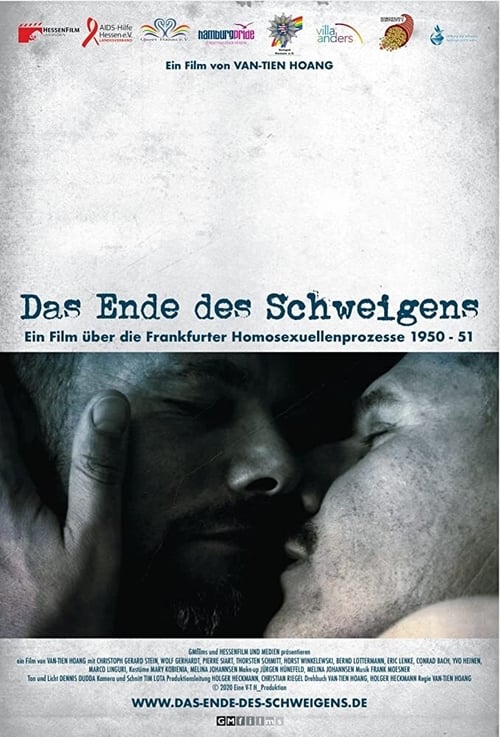 HESSENFILM
AIDS-Hilfe
Hessen e.V.
LANDESVERBAND
hamburgpride
villa
anders
Ein Film von VAN-TIEN HOANG
Das Ende des Schweigens
Ein Film über die Frankfurter Homosexuellenprozesse 1950 - 51
GMfilms und HESSENFILM UND MEDIEN präsentieren
ein Film von VAN-TIEN HOANG mit CHRISTOPH GERARD STEIN, WOLF GERHARDT, PIERRE SIART, THORSTEN SCHMITT, HORST WINKELEWSKI, BERND LOTTERMANN, ERIC LENKE, CONRAD BACH, YVO HEINEN,
MARCO LINGURI, Kostüme MARY KOBIENIA, MELINA JOHANNSEN Make-up JÜRGEN HÜNEFELD, MELINA JOHANNSEN Musik FRANK MOESNER
Ton und Licht DENNIS DUDDA Kamera und Schnitt TIM LOTA Produktionsleitung HOLGER HECKMANN, CHRISTIAN RIEGEL Drehbuch VAN-TIEN HOANG, HOLGER HECKMANN Regie VAN-TIEN HOANG
© 2020 Eine V-T H_Produktion
WWW.DAS-ENDE-DES-SCHWEIGENS.DE
GMfilms